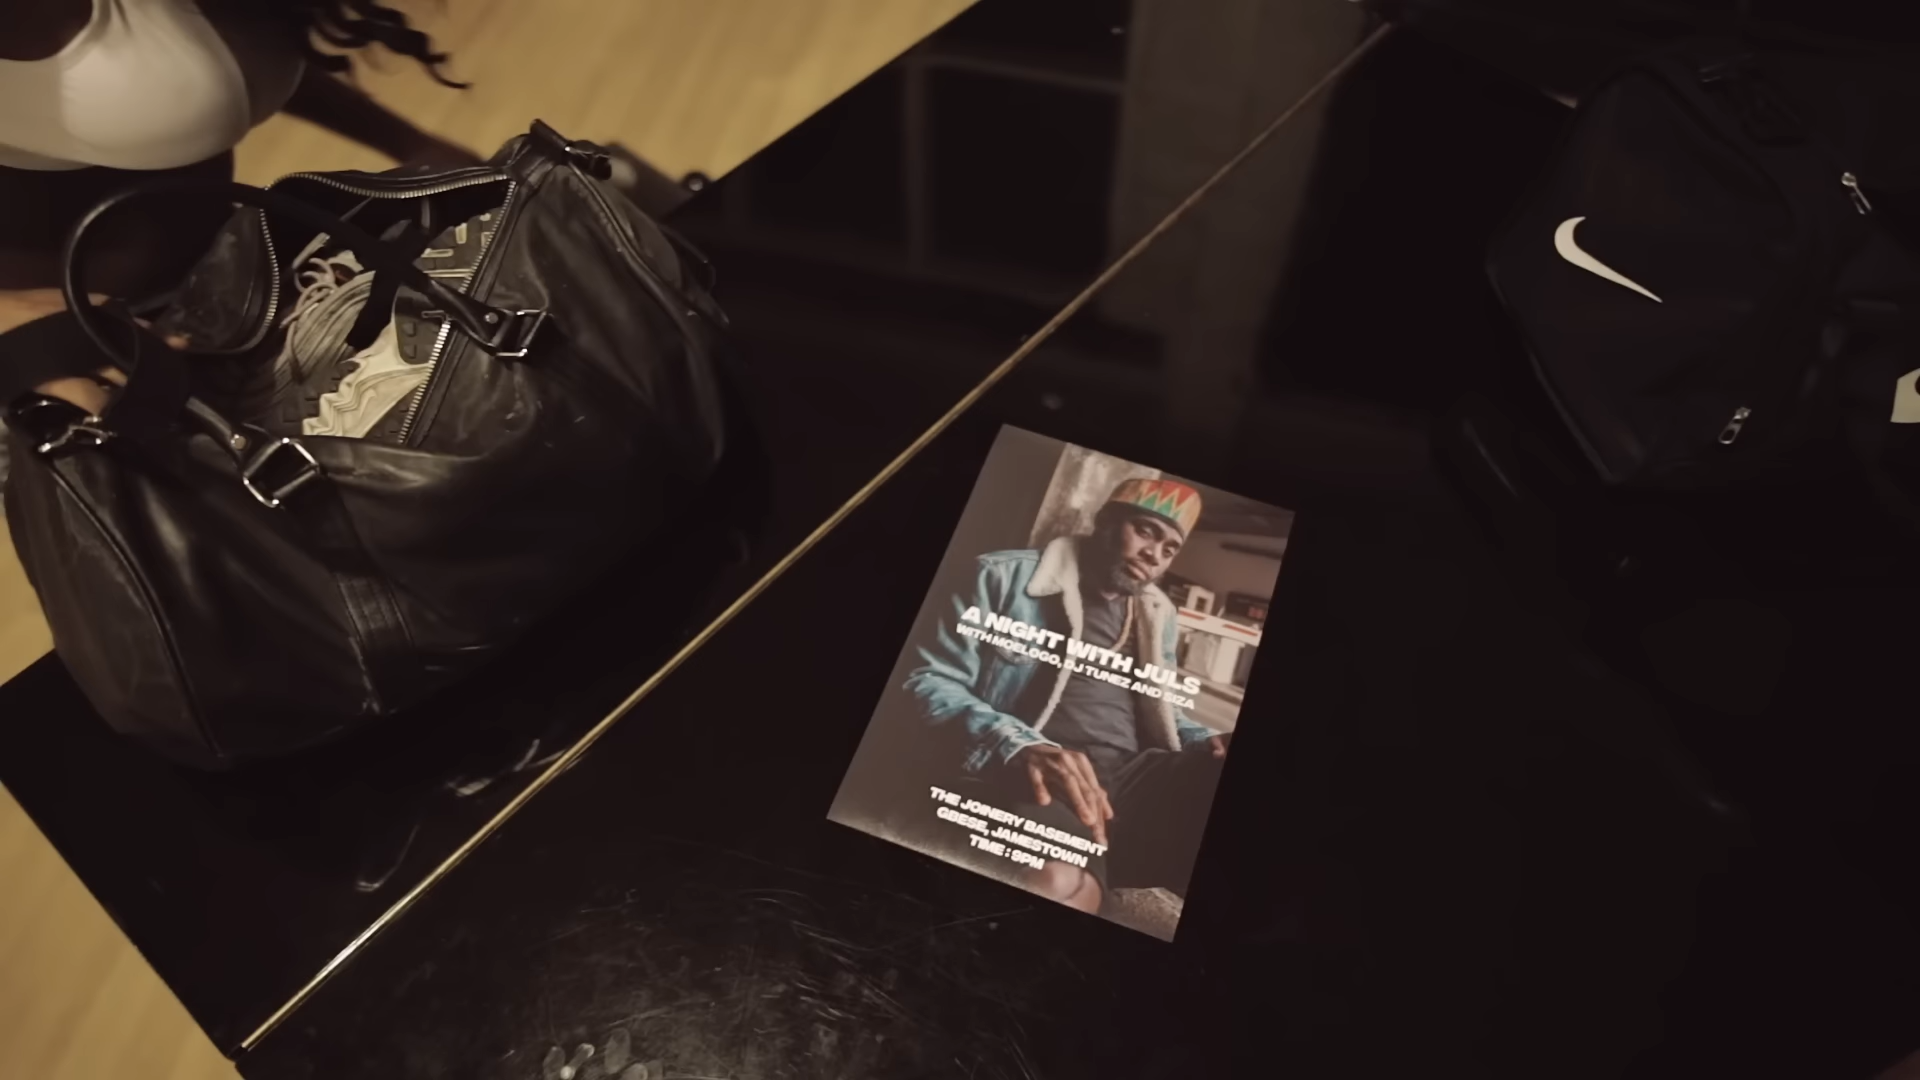 A NIGHT WITH JULS
WITH MOELOGO, DJ TUNEZ AND SIZA
THE JOINERY BASEMENT
GBESE, JAMESTOWN
TIME : 9PM